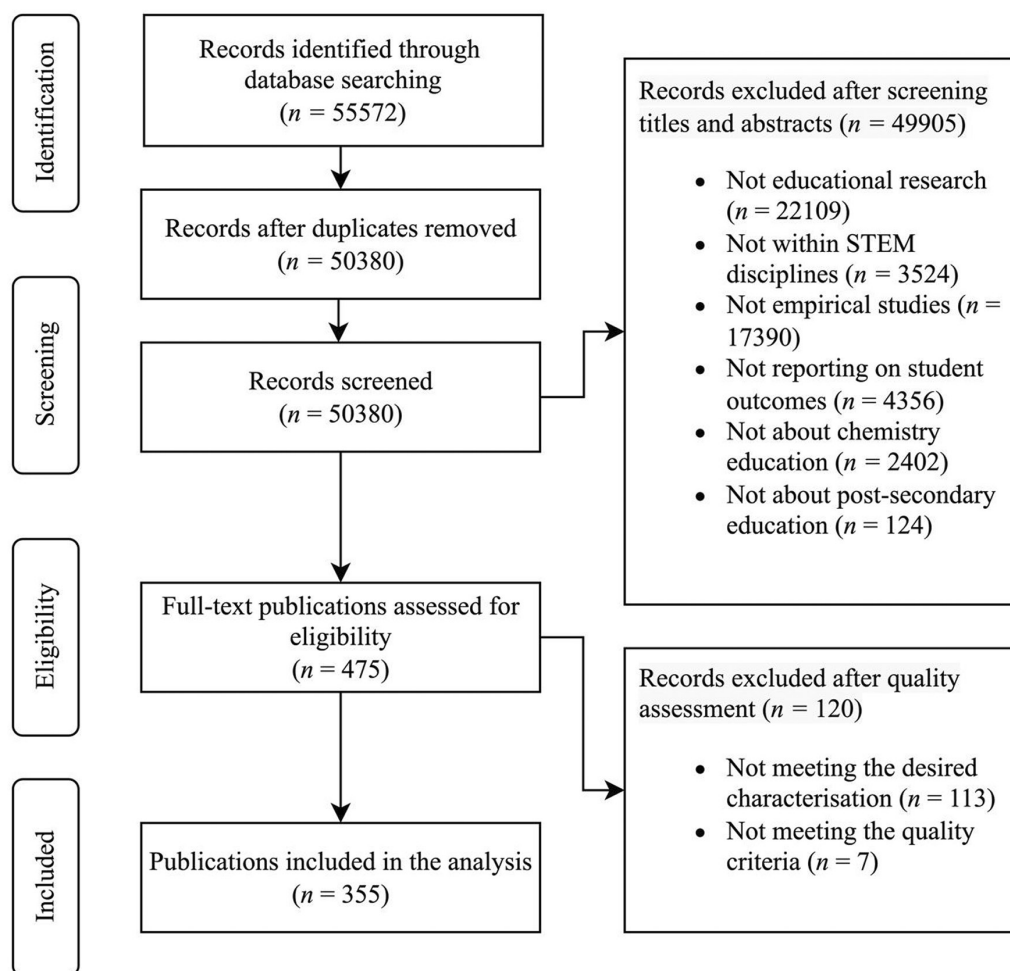 Identification
Records identified through
database searching
(n = 55572)
Records after duplicates removed
(n = 50380)
Screening
Records screened
(n = 50380)
Records excluded after screening
titles and abstracts (n = 49905)
• Not educational research
(n = 22109)
• Not within STEM
disciplines (n = 3524)
• Not empirical studies (n =
17390)
• Not reporting on student
outcomes (n = 4356)
• Not about chemistry
education (n = 2402)
• Not about post-secondary
education (n = 124)
Eligibility
Full-text publications assessed for
eligibility
(n = 475)
Records excluded after quality
assessment (n = 120)
• Not meeting the desired
characterisation (n = 113)
• Not meeting the quality
criteria (n = 7)
Included
Publications included in the analysis
(n = 355)